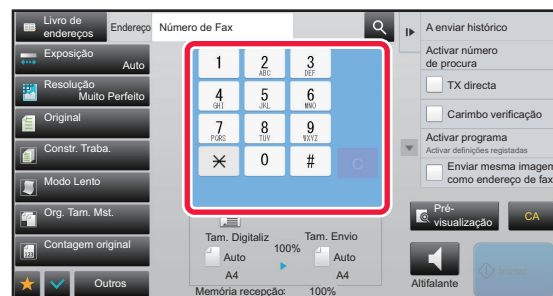 Livro de
endereços
Endereço
Número de Fax
Exposição
Auto
Resolução
Muito Perfeito
Original
Constr. Traba.
Modo Lento
Org. Tam. Mst.
Contagem original
Outros
1
2
ABC
3
DEF
4
GHI
5
JKL
6
MNO
7
PQRS
8
TUV
9
WXYZ
0
#
C
Tam. Digitaliz
100%
Tam. Envio
Auto
A4
Auto
A4
Memória recepção: 100%
A enviar histórico
Activar número
de procura
TX directa
Carimbo verificação
Activar programa
Activar definições registadas
Enviar mesma imagem
como endereço de fax
Pré-
visualização
CA
Altifalante
Iniciar